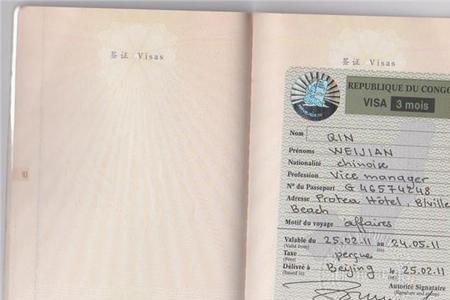 签证 Visas
签证 Visas
REPUBLIQUE DU CONGO
VISA 3 mois
Nom QIN
Prénoms WEIJIAN
Nationalité chinoise
Profession Vice manager
N° du Passeport G46574248
Adresse Protea Hôtel, B/ville
Beach
Motif du voyage affaires
Valable du 25.02.11 au 24.05.11
Taxe perçue
Délivré à Beijing le 25.02.11
Autorité Signataire